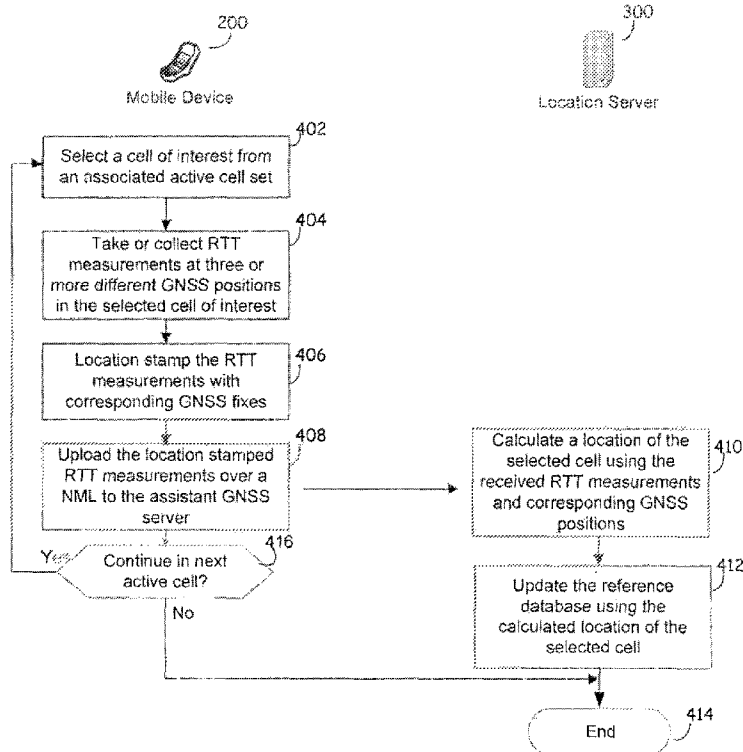 200
300
Mobile Device
Location Server
402
Select a cell of interest from
an associated active cell set
404
Take or collect RTT
measurements at three or
more different GNSS positions
in the selected cell of interest
406
Location stamp the RTT
measurements with
corresponding GNSS fixes
408
Upload the location stamped
RTT measurements over a
NML to the assistant GNSS
server
410
Calculate a location of the
selected cell using the
received RTT measurements
and corresponding GNSS
positions
Yes
416
Continue in next
active cell?
No
412
Update the reference
database using the
calculated location of the
selected cell
End
414